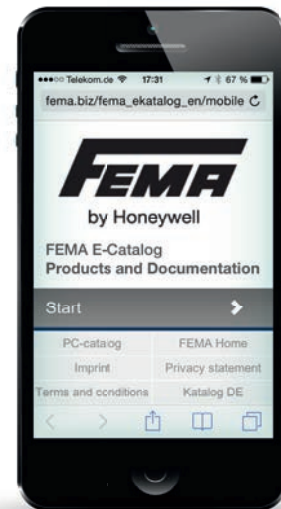 Telekom.de 17:31 67 %
fema.biz/fema_ekatalog_en/mobile
FEMA
by Honeywell
FEMA E-Catalog
Products and Documentation
Start
PC-catalog FEMA Home
Imprint Privacy statement
Terms and conditions Katalog DE